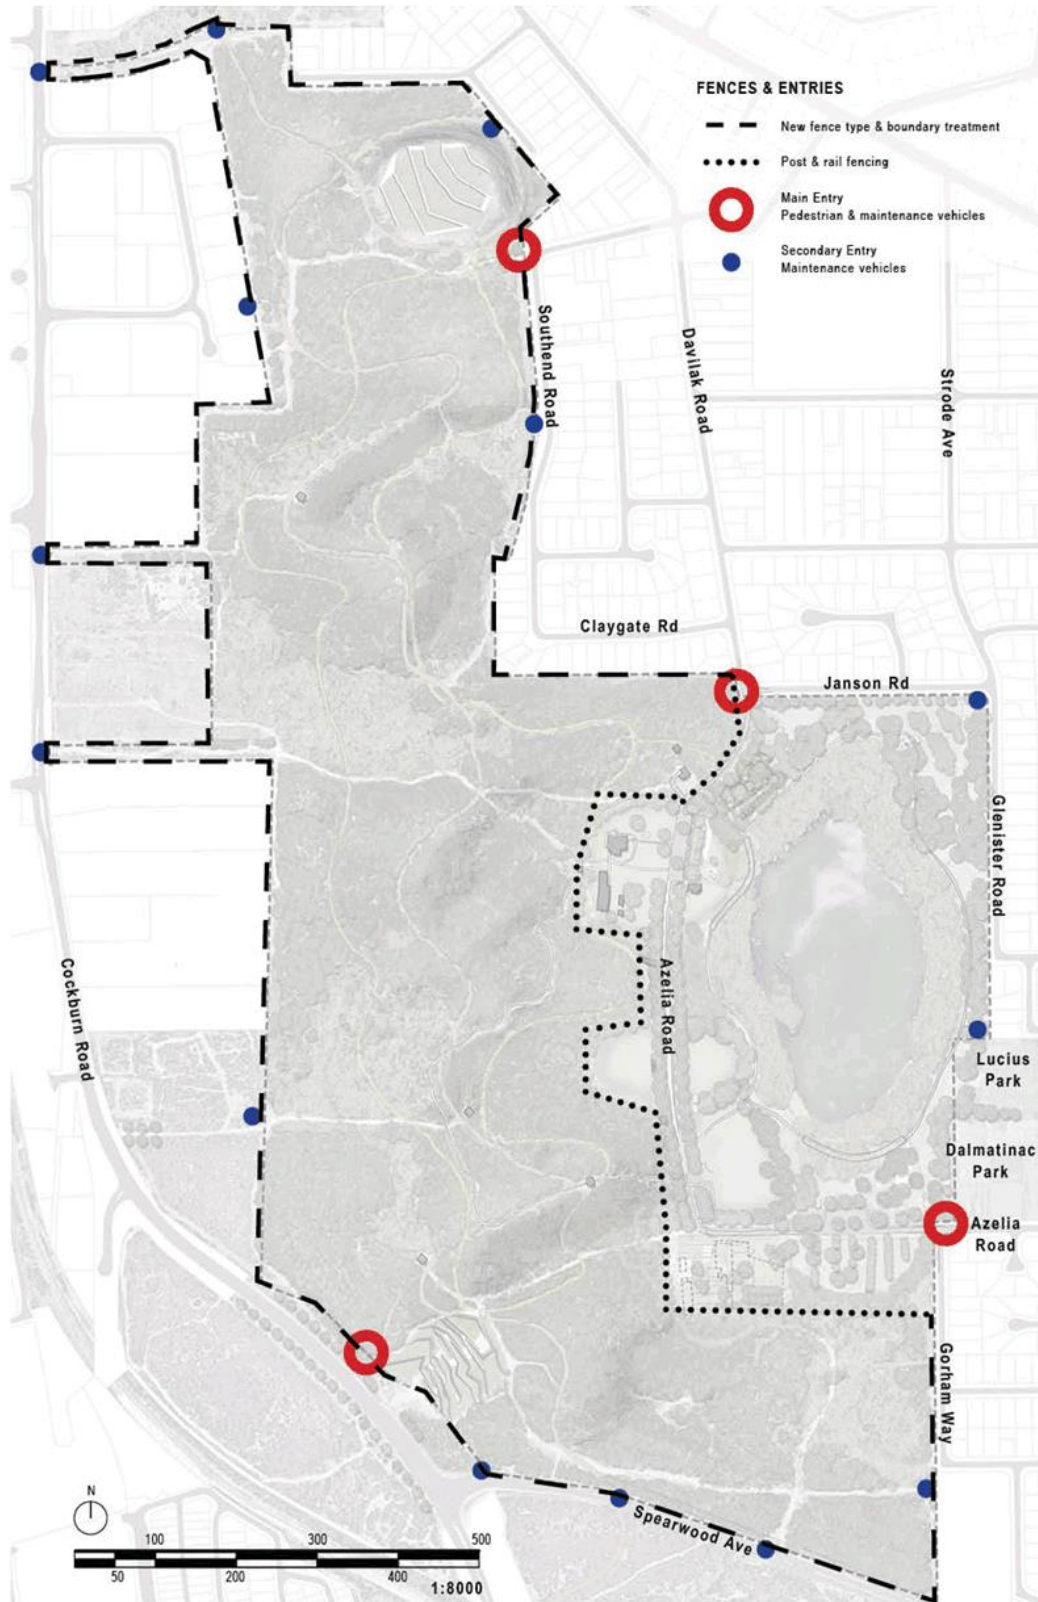 FENCES & ENTRIES
New fence type & boundary treatment
Post & rail fencing
Main Entry
Pedestrian & maintenance vehicles
Secondary Entry
Maintenance vehicles
Southend Road
Davilak Road
Strode Ave
Claygate Rd
Janson Rd
Glenister Road
Cockburn Road
Azelia Road
Lucius
Park
Dalmatinac
Park
Azelia
Road
Gorham Way
Spearwood Ave
N
100
300
500
50
200
400
1:8000